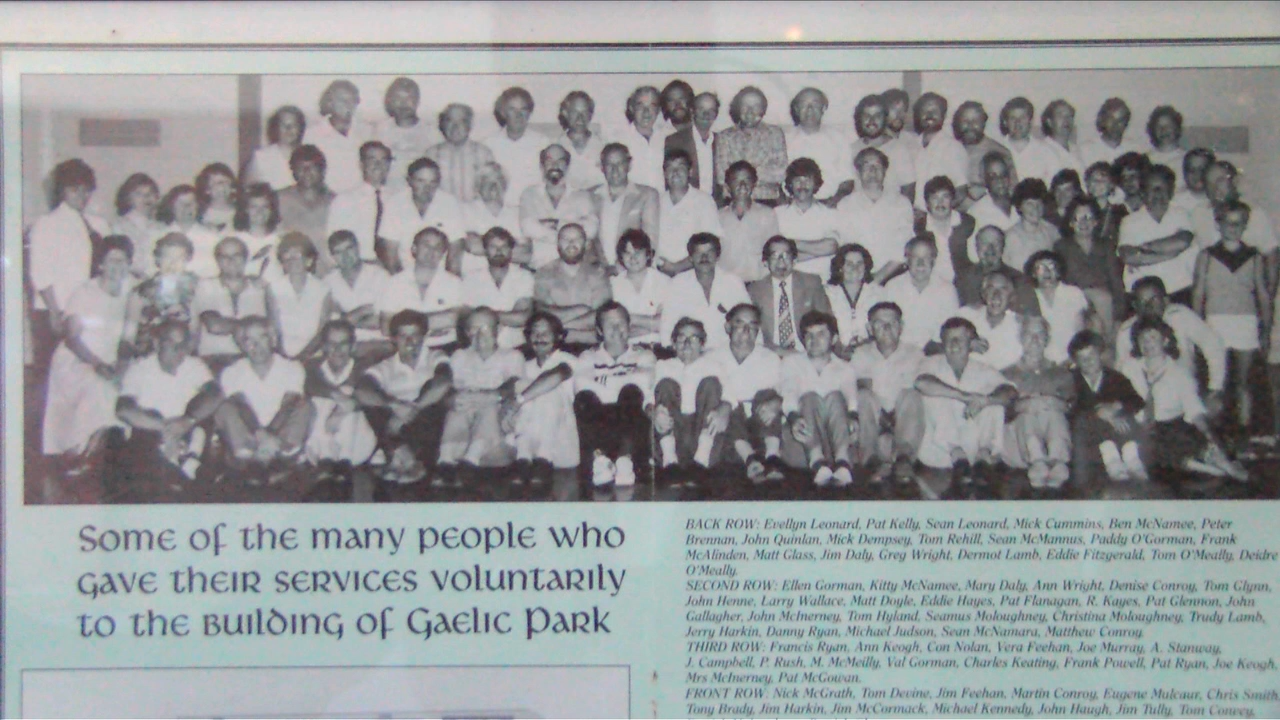 Some of the many people who
gave their services voluntarily
to the building of Gaelic Park
BACK ROW: Evellyn Leonard, Pat Kelly, Sean Leonard, Mick Cummins, Ben McNamee, Peter
Brennan, John Quinlan, Mick Dempsey, Tom Rehill, Sean McMannus, Paddy O'Gorman, Frank
McAlinden, Matt Glass, Jim Daly, Greg Wright, Dermot Lamb, Eddie Fitzgerald, Tom O'Meally, Deidre
O'Meally.
SECOND ROW: Ellen Gorman, Kitty McNamee, Mary Daly, Ann Wright, Denise Conroy, Tom Glynn,
John Henne, Larry Wallace, Matt Doyle, Eddie Hayes, Pat Flanagan, R. Kayes, Pat Glennon, John
Gallagher, John McInerney, Tom Hyland, Seamus Moloughney, Christina Moloughney, Trudy Lamb,
Jerry Harkin, Danny Ryan, Michael Judson, Sean McNamara, Matthew Conroy.
THIRD ROW: Francis Ryan, Ann Keogh, Con Nolan, Vera Feehan, Joe Murray, A. Stanway,
J. Campbell, P. Rush, M. McMeilly, Val Gorman, Charles Keating, Frank Powell, Pat Ryan, Joe Keogh,
Mrs McInerney, Pat McGowan.
FRONT ROW: Nick McGrath, Tom Devine, Jim Feehan, Martin Conroy, Eugene Mulcaur, Chris Smith,
Tony Brady, Jim Harkin, Jim McCormack, Michael Kennedy, John Haugh, Jim Tully, Tom Convey,